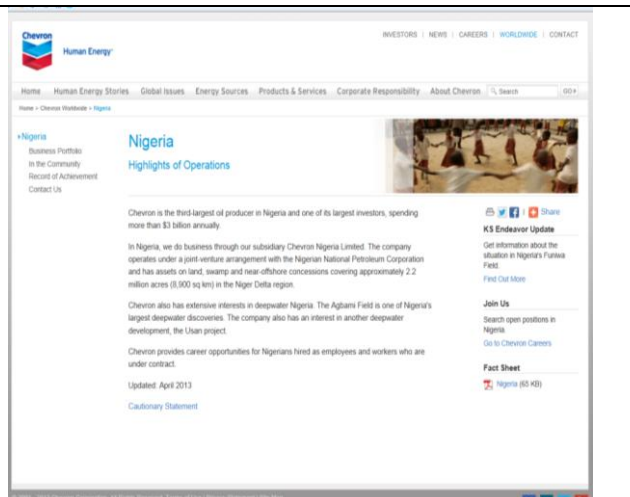 Chevron
Human Energy®
INVESTORS | NEWS | CAREERS | WORLDWIDE | CONTACT
Home Human Energy Stories Global Issues Energy Sources Products & Services Corporate Responsibility About Chevron Search GO
Home > Chevron Worldwide > Nigeria
Nigeria
Business Portfolio
In the Community
Record of Achievement
Contact Us
Nigeria
Highlights of Operations
Chevron is the third-largest oil producer in Nigeria and one of its largest investors, spending
more than $3 billion annually.
In Nigeria, we do business through our subsidiary Chevron Nigeria Limited. The company
operates under a joint-venture arrangement with the Nigerian National Petroleum Corporation
and has assets on land, swamp and near-offshore concessions covering approximately 2.2
million acres (8,900 sq km) in the Niger Delta region.
Chevron also has extensive interests in deepwater Nigeria. The Agbami Field is one of Nigeria's
largest deepwater discoveries. The company also has an interest in another deepwater
development, the Usan project.
Chevron provides career opportunities for Nigerians hired as employees and workers who are
under contract.
Updated: April 2013
Cautionary Statement
Share
KS Endeavor Update
Get information about the
situation in Nigeria's Funiwa
Field.
Find Out More
Join Us
Search open positions in
Nigeria
Go to Chevron Careers
Fact Sheet
Nigeria (65 KB)